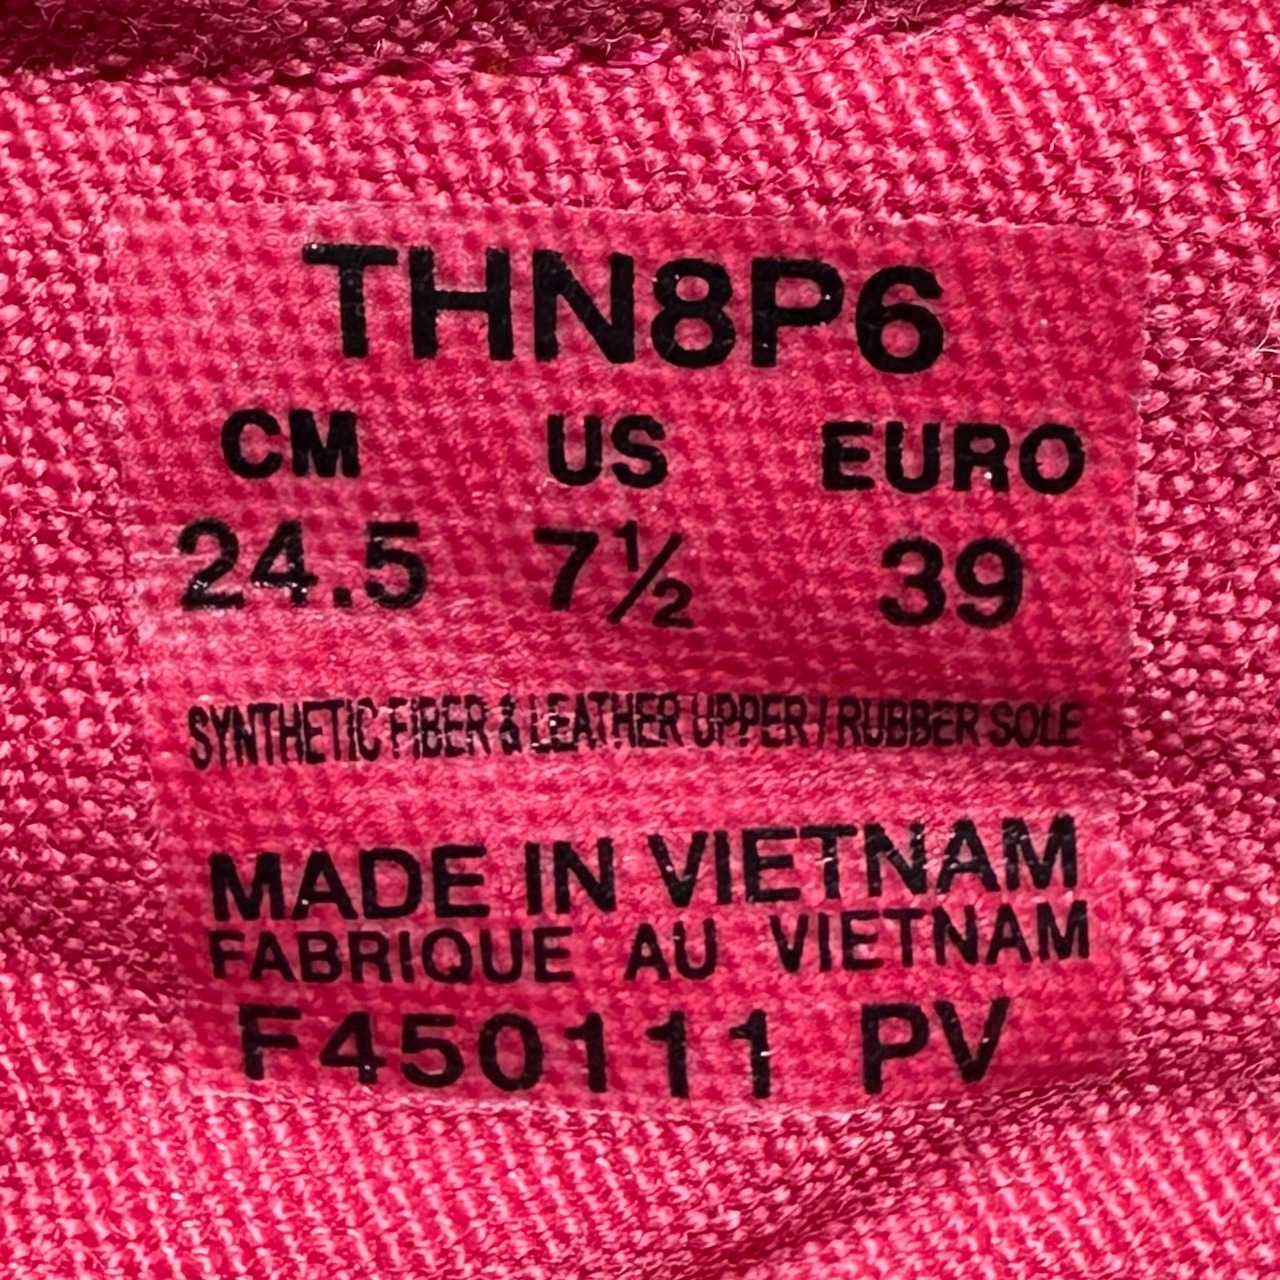 THN8P6
CM US EURO
24.5 7½ 39
SYNTHETIC FIBER & LEATHER UPPER / RUBBER SOLE
MADE IN VIETNAM
FABRIQUE AU VIETNAM
F450111 PV